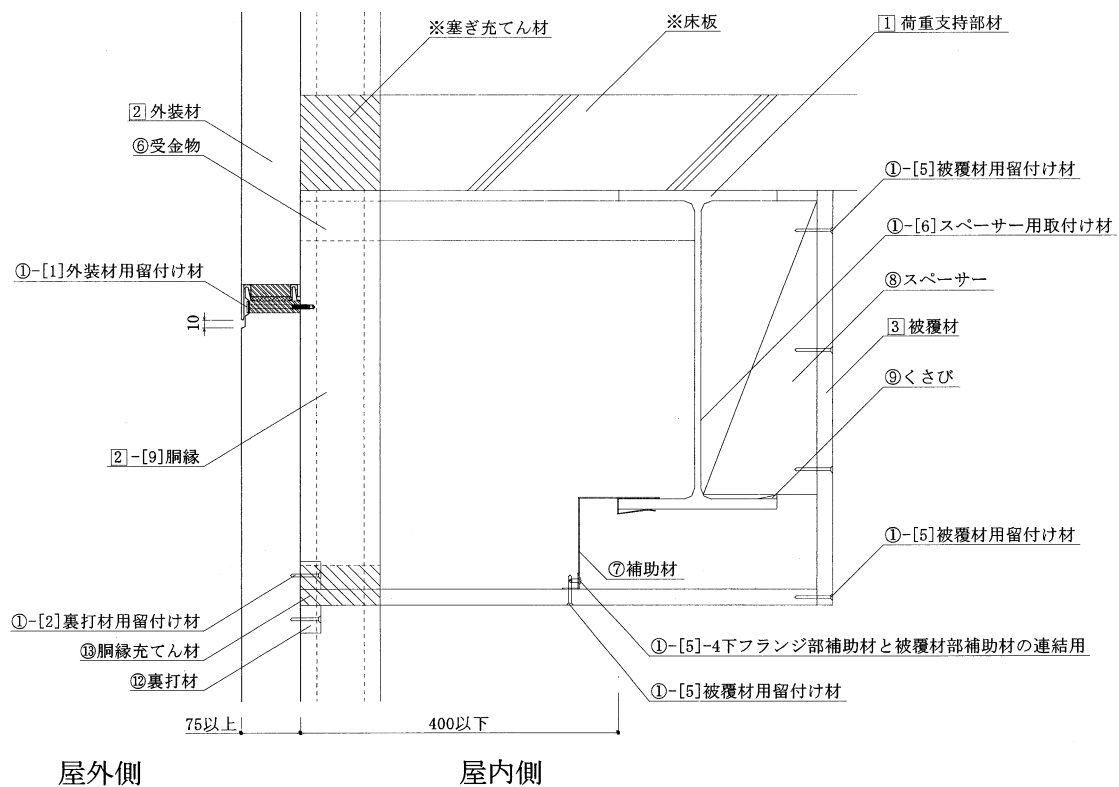 ※塞ぎ充てん材
※床板
1 荷重支持部材
2 外装材
⑥受金物
①-[5]被覆材用留付け材
①-[6]スペーサー用取付け材
①-[1]外装材用留付け材
⑧スペーサー
10
3 被覆材
⑨くさび
2-[9]胴縁
①-[5]被覆材用留付け材
⑦補助材
①-[2]裏打材用留付け材
⑬胴縁充てん材
①-[5]-4下フランジ部補助材と被覆材部補助材の連結用
⑫裏打材
①-[5]被覆材用留付け材
75以上
400以下
屋外側
屋内側